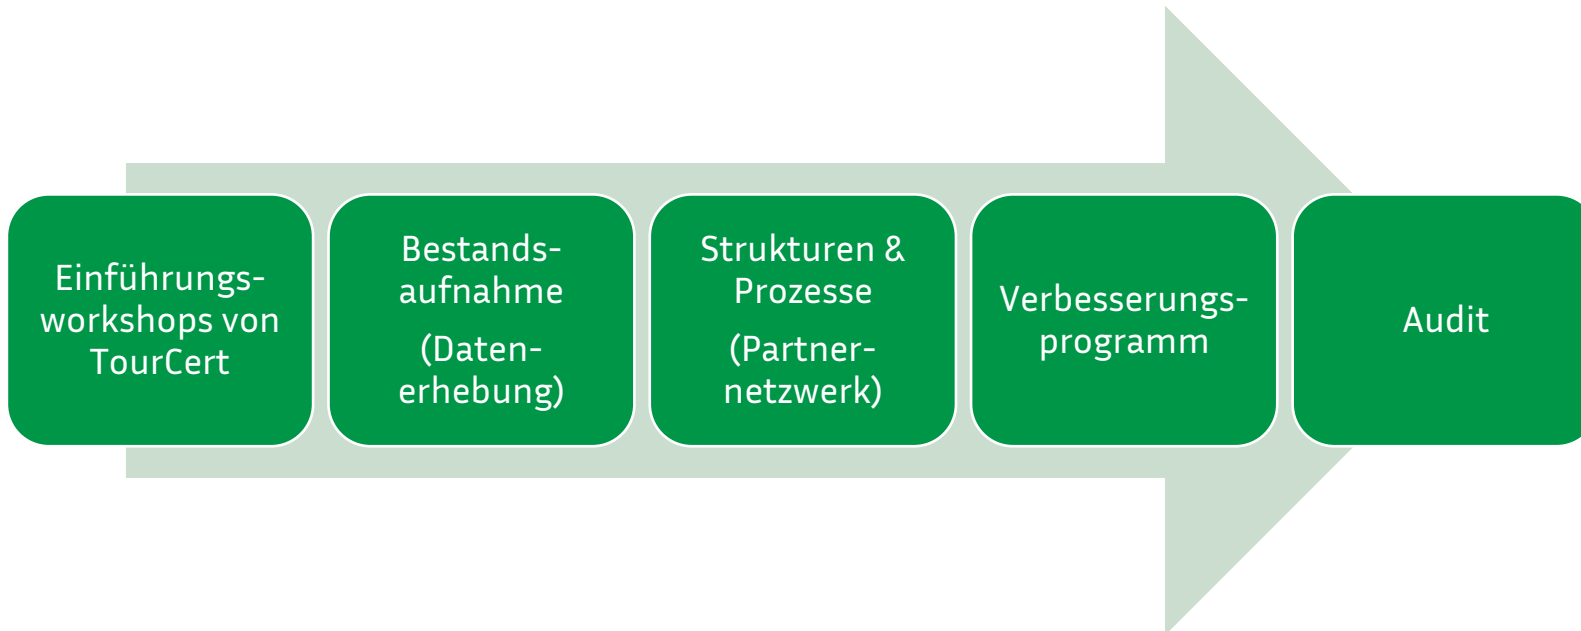 Einführungs-
workshops von
TourCert
Bestands-
aufnahme
(Daten-
erhebung)
Strukturen &
Prozesse
(Partner-
netzwerk)
Verbesserungs-
programm
Audit